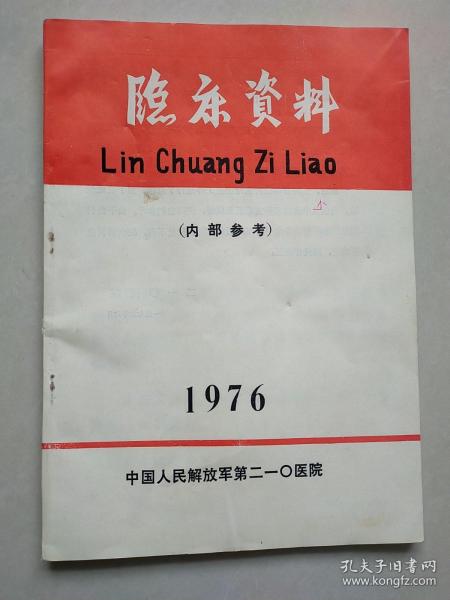 臨床資料
Lin Chuang Zi Liao
(内部参考)
1976
中国人民解放军第二一〇医院
孔夫子旧书网
www.kongfz.com